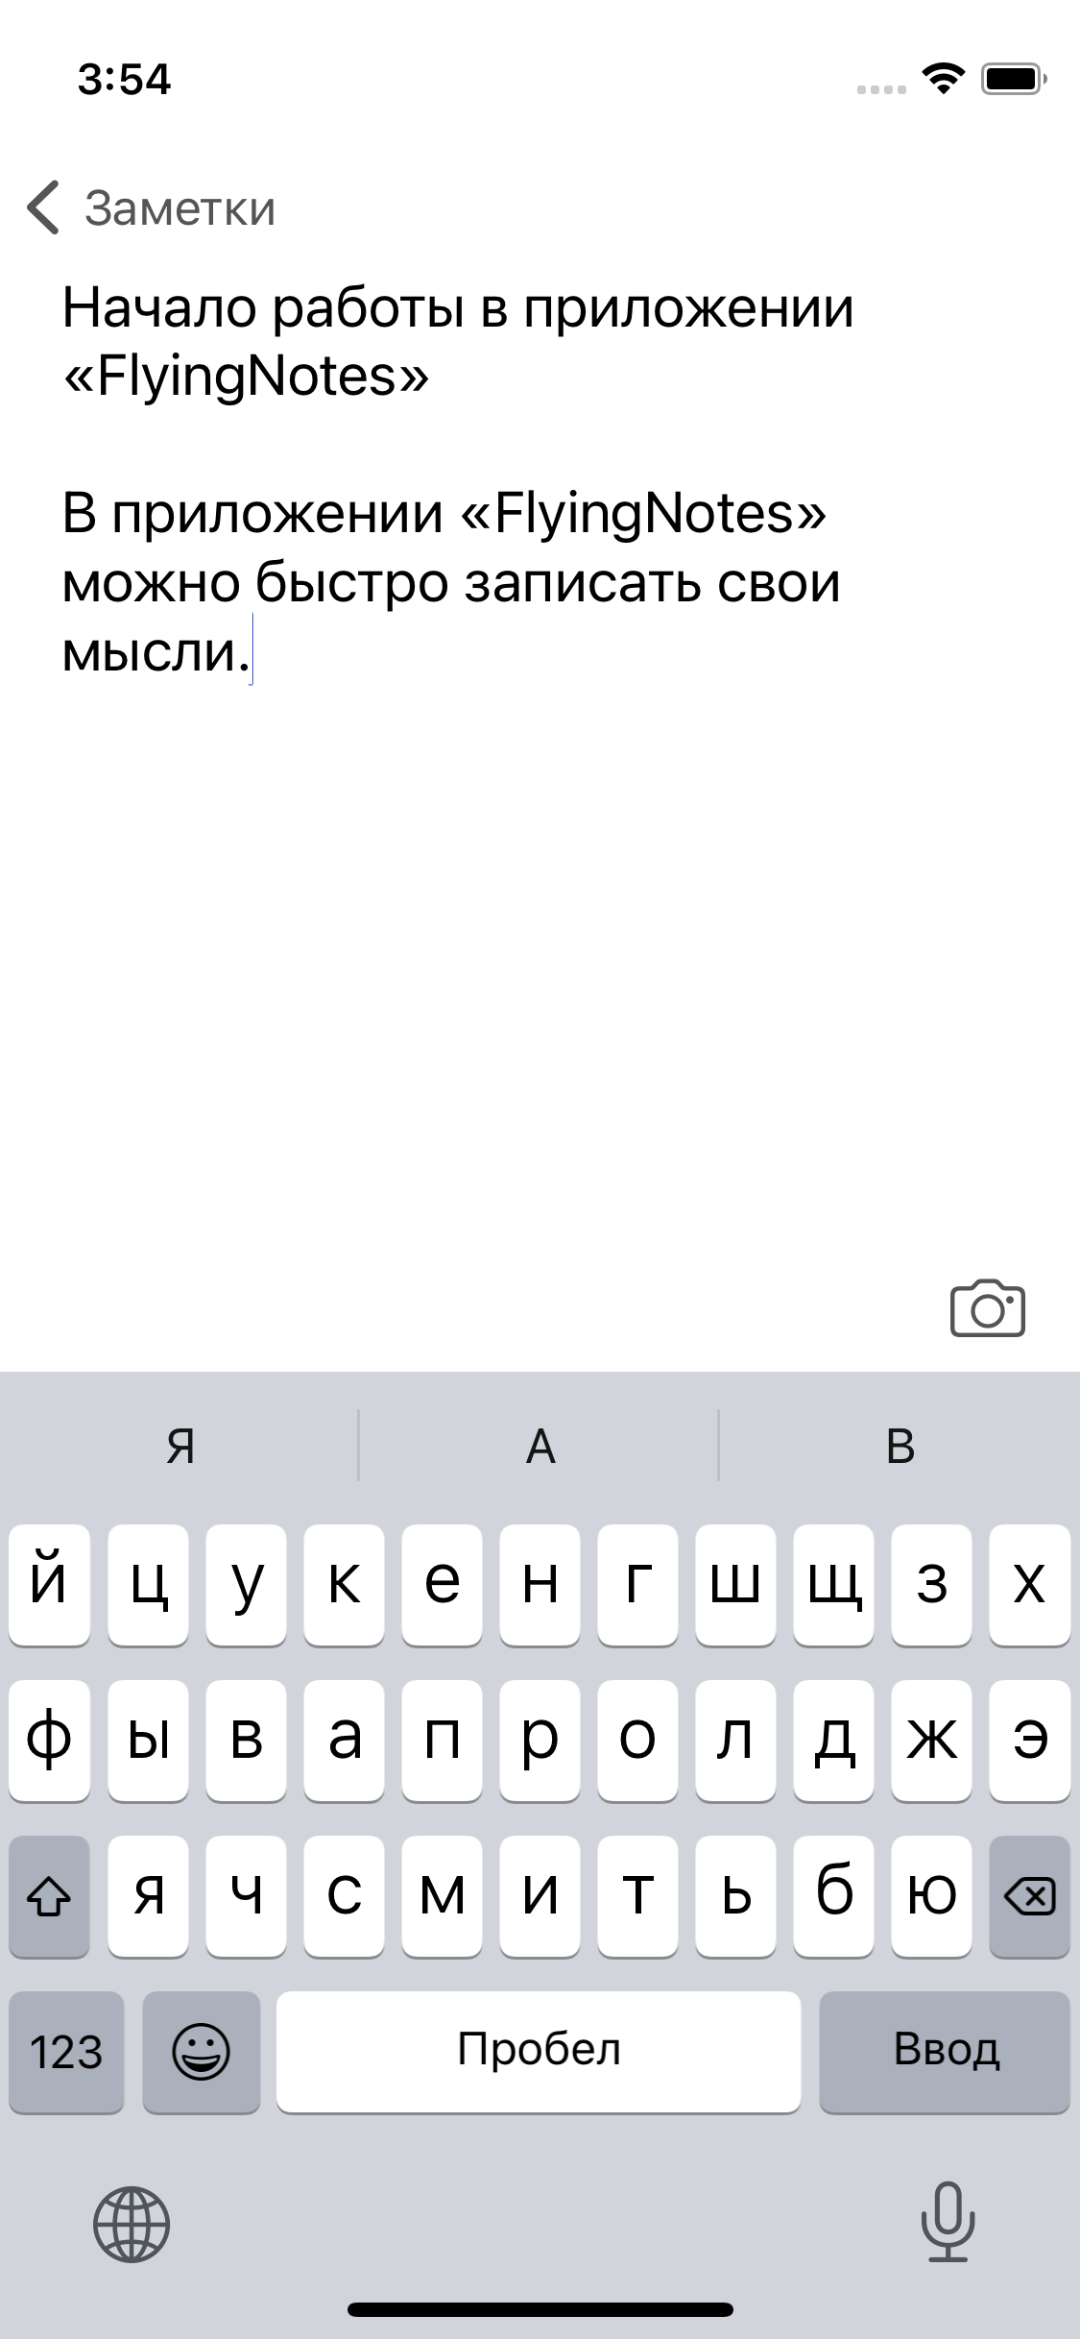 3:54
Заметки
Начало работы в приложении
«FlyingNotes»
В приложении «FlyingNotes»
можно быстро записать свои
мысли.
Я А В
й ц у к е н г ш щ з х
ф ы в а п р о л д ж э
я ч с м и т ь б ю
123 Пробел Ввод